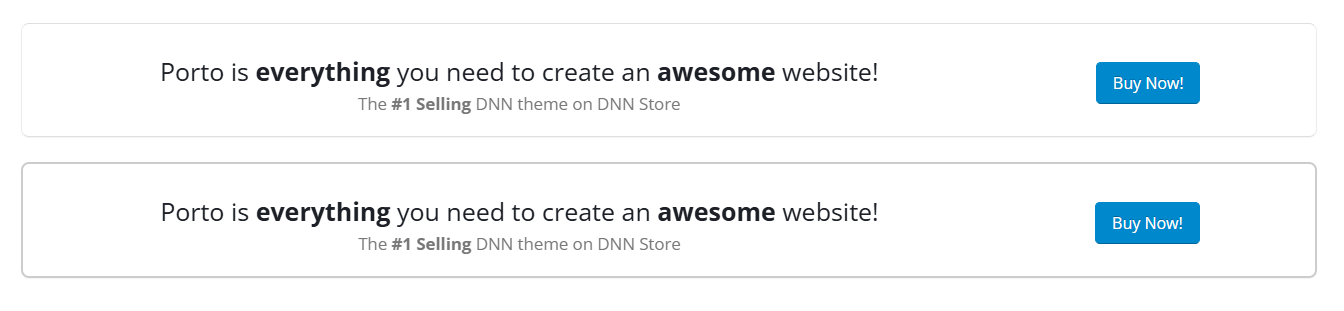 Porto is everything you need to create an awesome website!
The #1 Selling DNN theme on DNN Store
Buy Now!
Porto is everything you need to create an awesome website!
The #1 Selling DNN theme on DNN Store
Buy Now!